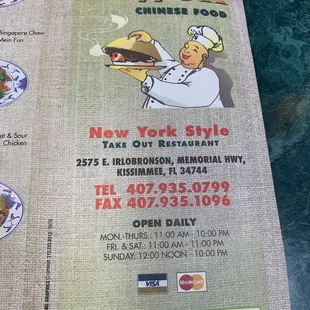 CHINESE FOOD
Singapore Chow
Mein Fun
New York Style
TAKE OUT RESTAURANT
2575 E. IRLOBRONSON, MEMORIAL HWY,
KISSIMMEE, FL 34744
TEL 407.935.0799
FAX 407.935.1096
& Sour
Chicken
OPEN DAILY
MON.-THURS.: 11:00 AM - 10:00 PM
FRI. & SAT.: 11:00 AM - 11:00 PM
SUNDAY: 12:00 NOON - 10:00 PM
VISA
MasterCard